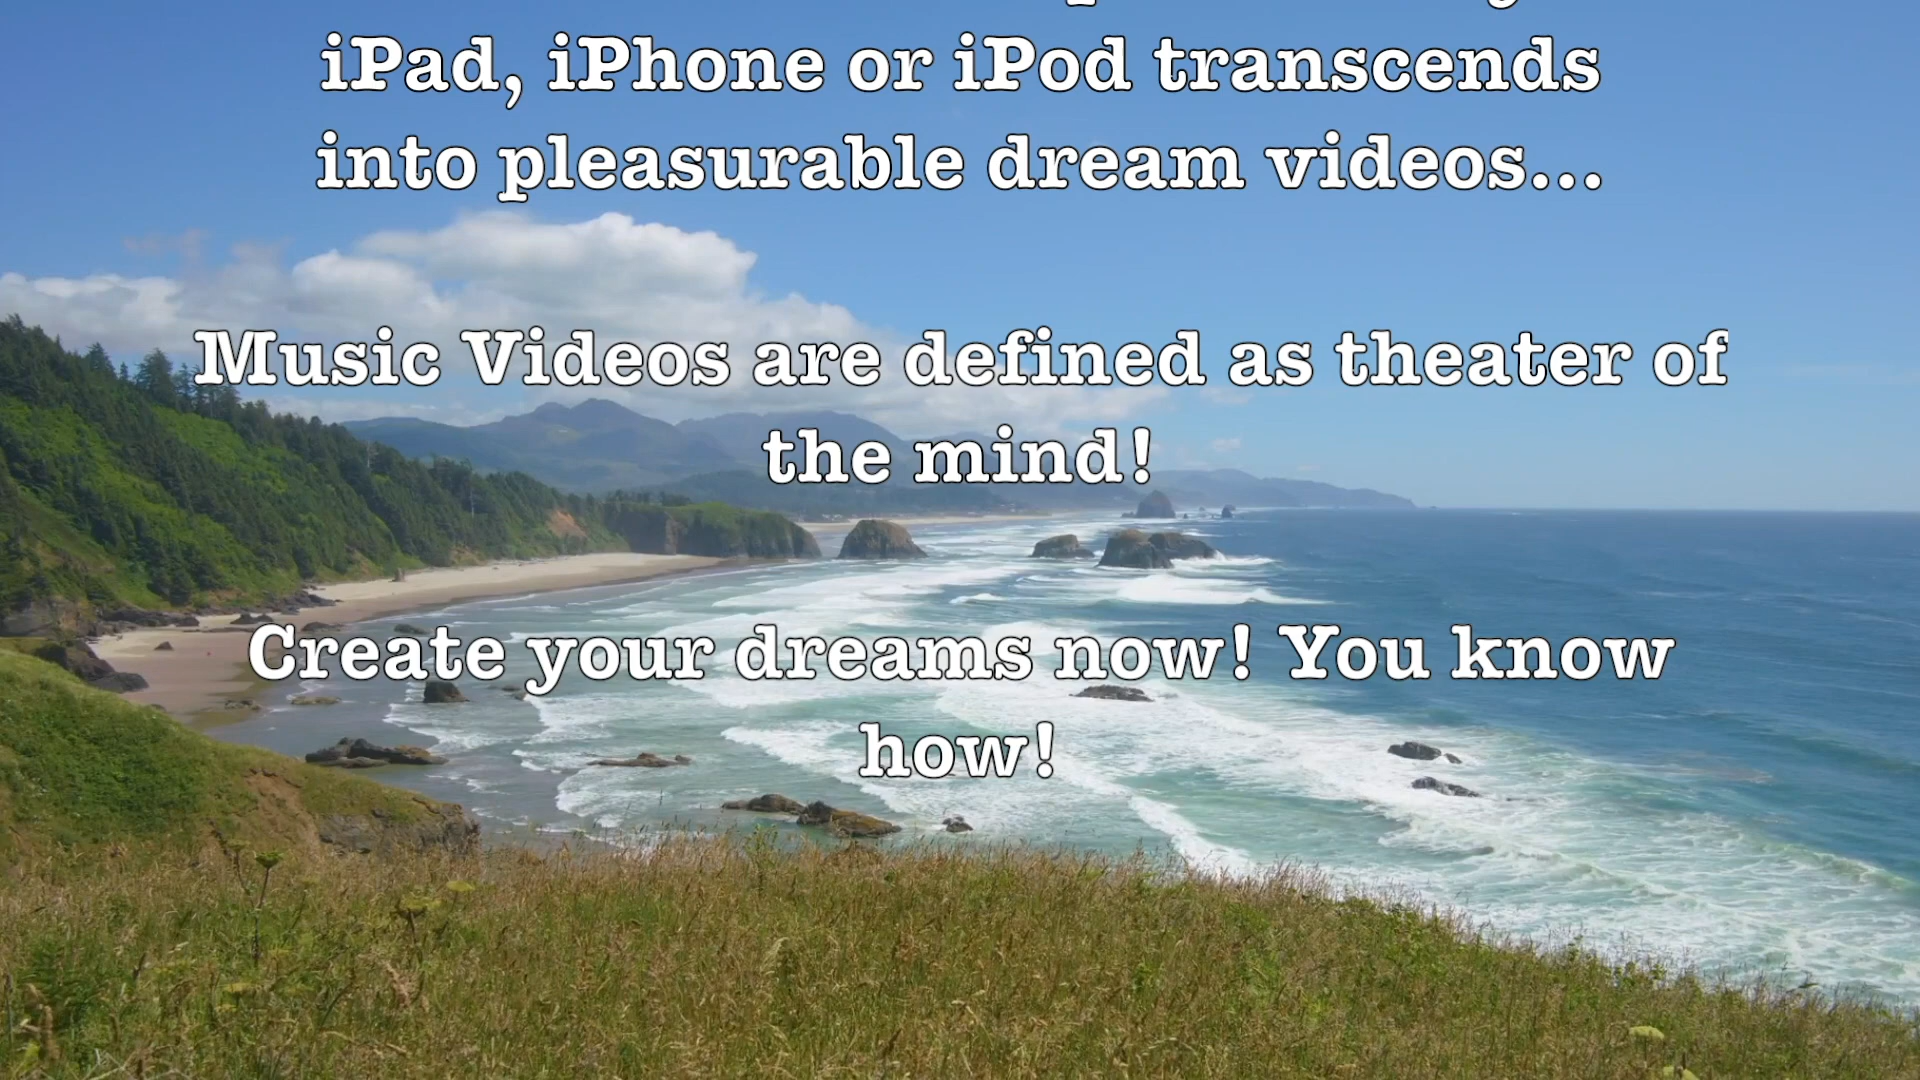 iPad, iPhone or iPod transcends
into pleasurable dream videos...
Music Videos are defined as theater of
the mind!
Create your dreams now! You know
how!